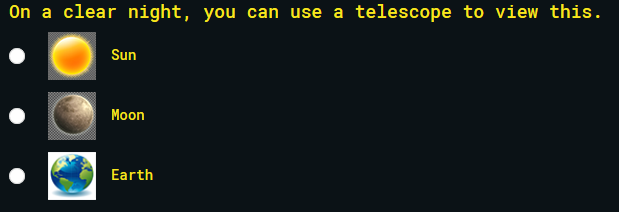 On a clear night, you can use a telescope to view this.
Sun
Moon
Earth